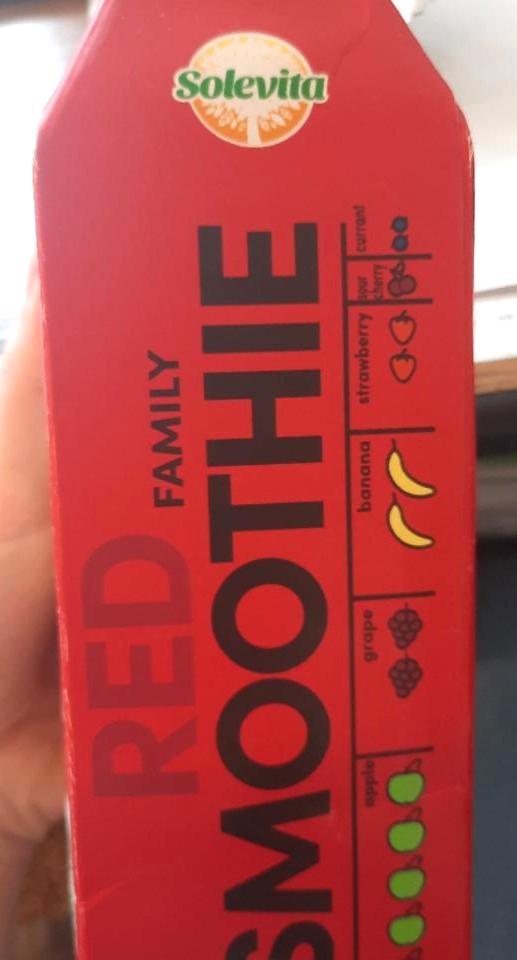 Solevita
RED
FAMILY
SMOOTHIE
apple
grape
banana
strawberry
sour
cherry
currant